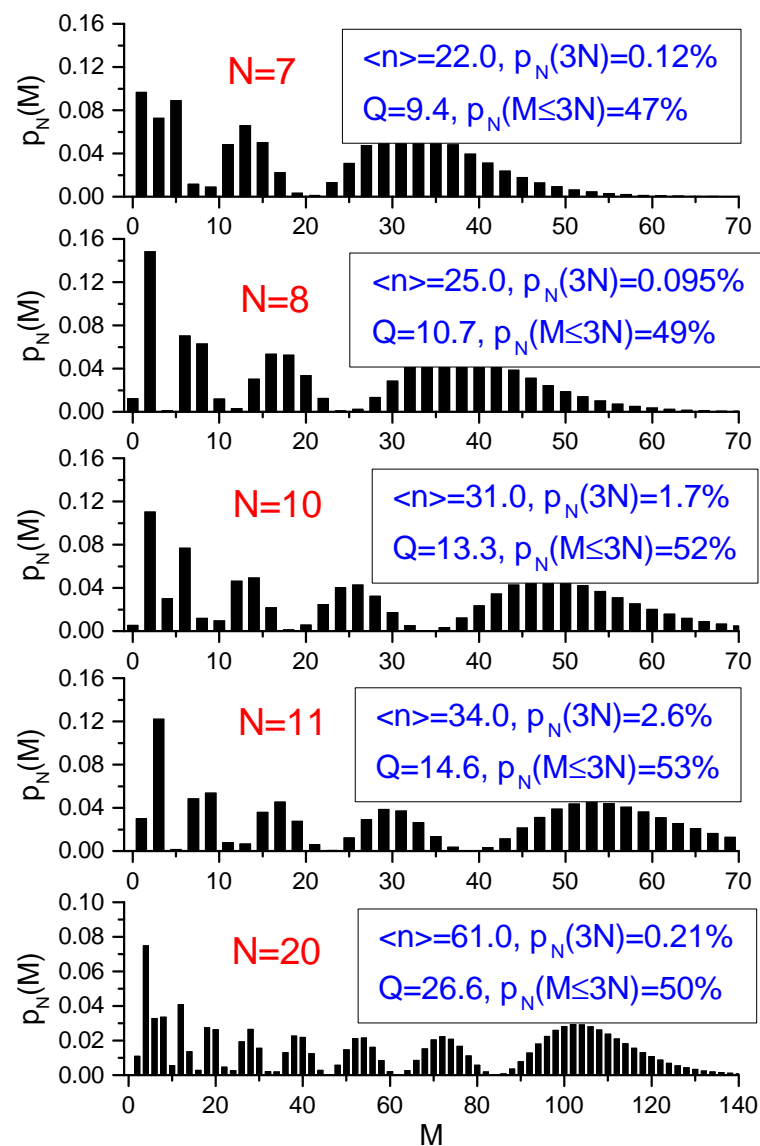 0.16
0.12
0.08
0.04
0.00
p_N(M)
N=7
<n>=22.0, p_N(3N)=0.12%
Q=9.4, p_N(M≤3N)=47%
0 10 20 30 40 50 60 70
0.16
0.12
0.08
0.04
0.00
p_N(M)
N=8
<n>=25.0, p_N(3N)=0.095%
Q=10.7, p_N(M≤3N)=49%
0 10 20 30 40 50 60 70
0.16
0.12
0.08
0.04
0.00
p_N(M)
N=10
<n>=31.0, p_N(3N)=1.7%
Q=13.3, p_N(M≤3N)=52%
0 10 20 30 40 50 60 70
0.16
0.12
0.08
0.04
0.00
p_N(M)
N=11
<n>=34.0, p_N(3N)=2.6%
Q=14.6, p_N(M≤3N)=53%
0 10 20 30 40 50 60 70
0.10
0.08
0.06
0.04
0.02
0.00
p_N(M)
N=20
<n>=61.0, p_N(3N)=0.21%
Q=26.6, p_N(M≤3N)=50%
0 20 40 60 80 100 120 140
M